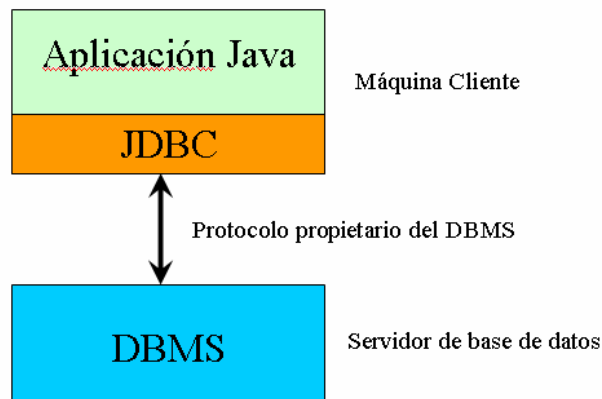 Aplicación Java
Máquina Cliente
JDBC
Protocolo propietario del DBMS
DBMS
Servidor de base de datos